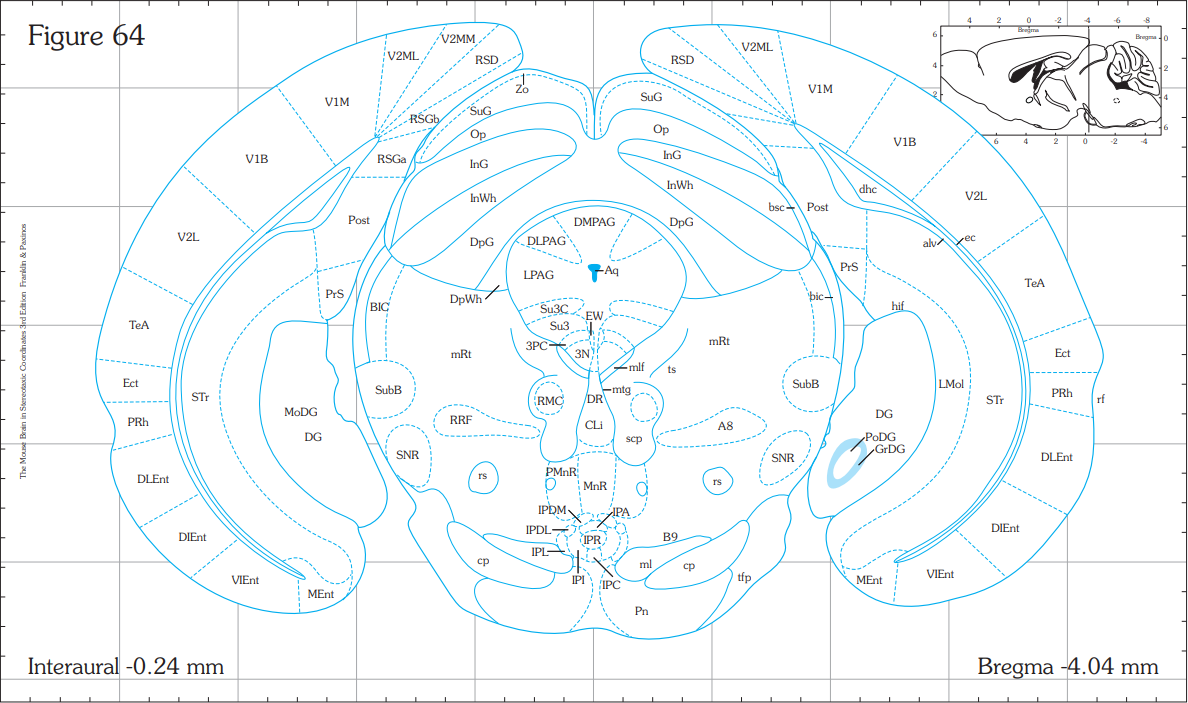 Figure 64
4 2 0 -2 -4 -6 -8
Bregma
Bregma
6
4
2
0
2
4
6
6 4 2 0 -2 -4
V2MM
V2ML
RSD
RSD
V2ML
V1M
Zo
V1M
RSGb
SuG
SuG
Op
Op
V1B
RSGa
InG
InG
V1B
InWh
InWh
dhc
V2L
Post
bsc
Post
V2L
DMPAG
DpG
DLPAG
DpG
alv
ec
LPAG
Aq
PrS
PrS
DpWh
bic
TeA
TeA
BIC
Su3C
EW
hif
Su3
3PC
3N
mRt
mRt
mlf
ts
Ect
Ect
STr
SubB
mtg
SubB
LMol
STr
PRh
rf
RMC
DR
MoDG
DG
PRh
RRF
CLi
A8
DG
scp
PoDG
GrDG
SNR
SNR
DLEnt
DLEnt
rs
PMnR
MnR
rs
IPDM
IPA
IPDL
IPR
B9
DIEnt
DIEnt
IPL
cp
IPI
IPC
ml
cp
tfp
VIEnt
MEnt
MEnt
VIEnt
Pn
The Mouse Brain in Stereotaxic Coordinates 3rd Edition Franklin & Paxinos
Interaural -0.24 mm
Bregma -4.04 mm